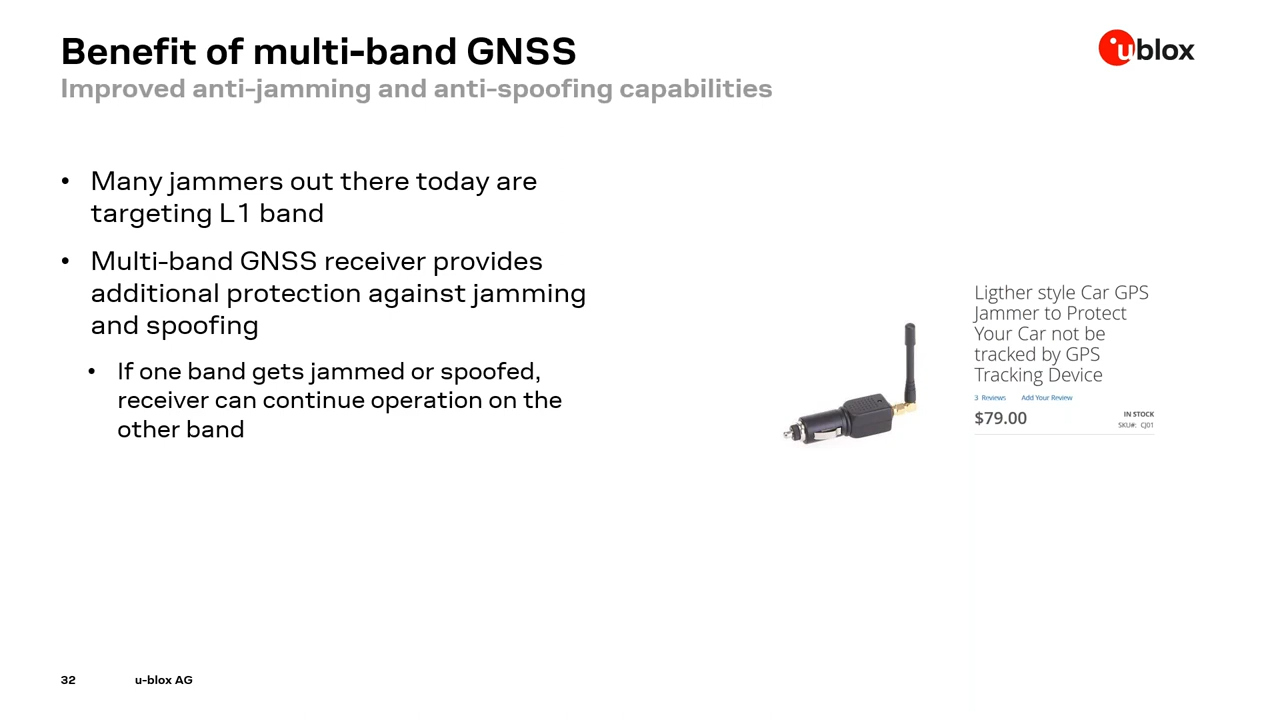 Benefit of multi-band GNSS
Improved anti-jamming and anti-spoofing capabilities
ublox
• Many jammers out there today are
targeting L1 band
• Multi-band GNSS receiver provides
additional protection against jamming
and spoofing
• If one band gets jammed or spoofed,
receiver can continue operation on the
other band
Ligther style Car GPS
Jammer to Protect
Your Car not be
tracked by GPS
Tracking Device
3 Reviews Add Your Review
$79.00 IN STOCK
SKU#: CJ01
32 u-blox AG